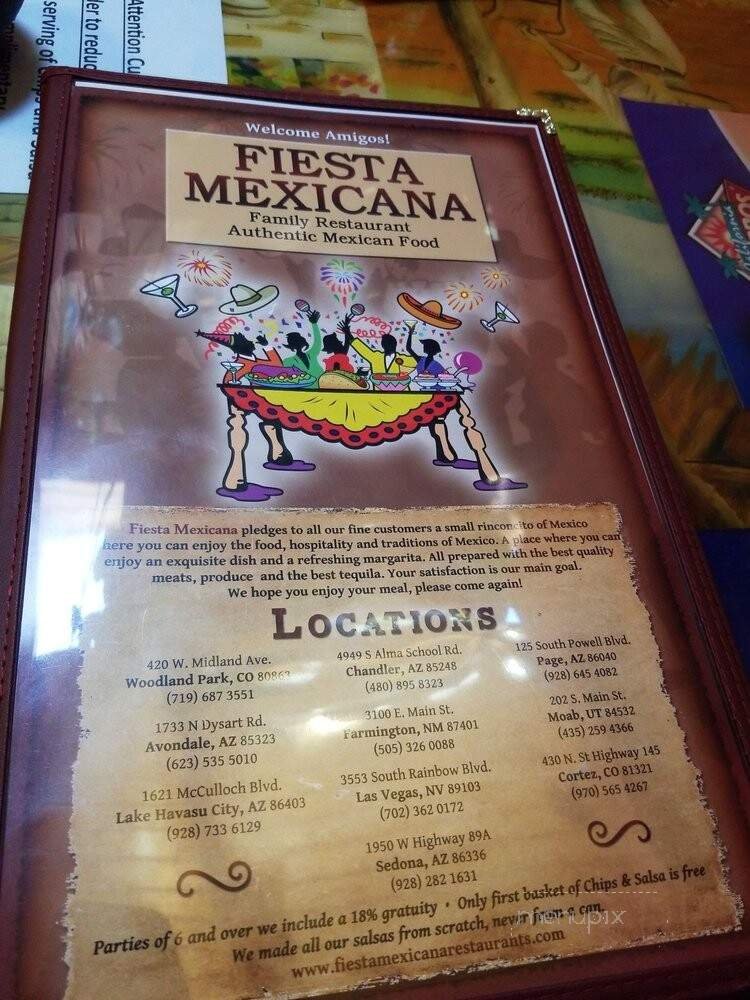 Attention
to reduc
serving of
Welcome Amigos!
FIESTA
MEXICANA
Family Restaurant
Authentic Mexican Food
Fiesta Mexicana pledges to all our fine customers a small rinconcito of Mexico
here you can enjoy the food, hospitality and traditions of Mexico. A place where you can
enjoy an exquisite dish and a refreshing margarita. All prepared with the best quality
meats, produce and the best tequila. Your satisfaction is our main goal.
We hope you enjoy your meal, please come again!
LOCATIONS
420 W. Midland Ave.
Woodland Park, CO 80863
(719) 687 3551
1733 N Dysart Rd.
Avondale, AZ 85323
(623) 535 5010
1621 McCulloch Blvd.
Lake Havasu City, AZ 86403
(928) 733 6129
4949 S Alma School Rd.
Chandler, AZ 85248
(480) 895 8323
3100 E. Main St.
Farmington, NM 87401
(505) 326 0088
3553 South Rainbow Blvd.
Las Vegas, NV 89103
(702) 362 0172
1950 W Highway 89A
Sedona, AZ 86336
(928) 282 1631
125 South Powell Blvd.
Page, AZ 86040
(928) 645 4082
202 S. Main St.
Moab, UT 84532
(435) 259 4366
430 N. St Highway 145
Cortez, CO 81321
(970) 565 4267
Parties of 6 and over we include a 18% gratuity • Only first basket of Chips & Salsa is free
We made all our salsas from scratch, never from a can.
www.fiestamexicanarestaurants.com
menupix